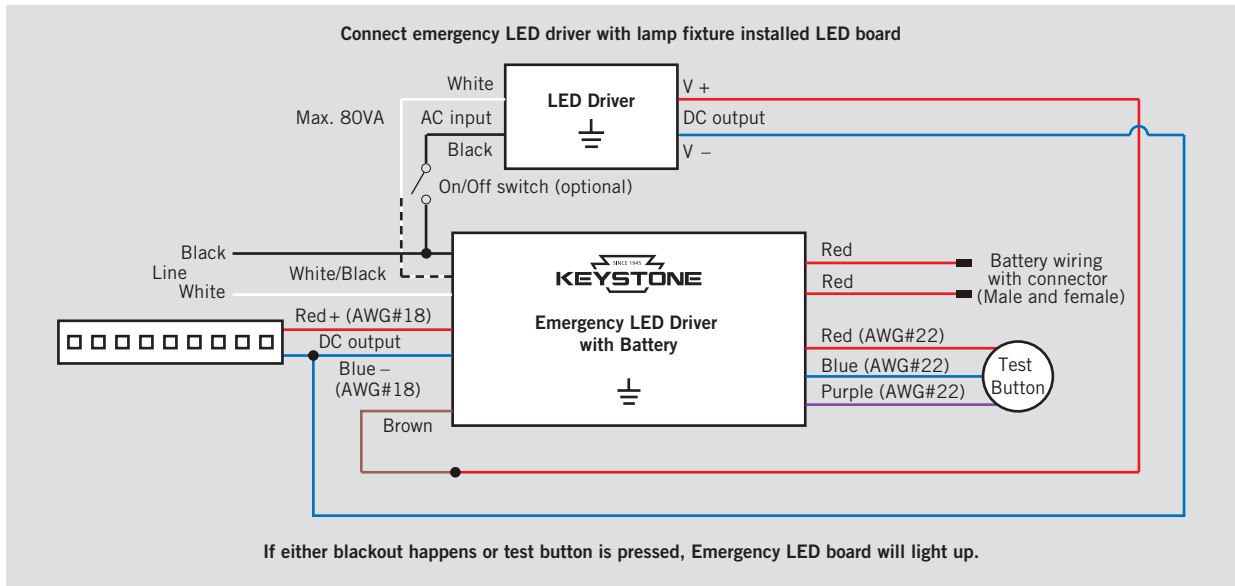 Connect emergency LED driver with lamp fixture installed LED board
White
V +
LED Driver
Max. 80VA
AC input
DC output
Black
V –
On/Off switch (optional)
Black
Line
White/Black
White
SINCE 1945
KEYSTONE
Red
Red
Battery wiring
with connector
(Male and female)
Red + (AWG#18)
DC output
Blue –
(AWG#18)
Brown
Emergency LED Driver
with Battery
Red (AWG#22)
Blue (AWG#22)
Purple (AWG#22)
Test
Button
If either blackout happens or test button is pressed, Emergency LED board will light up.